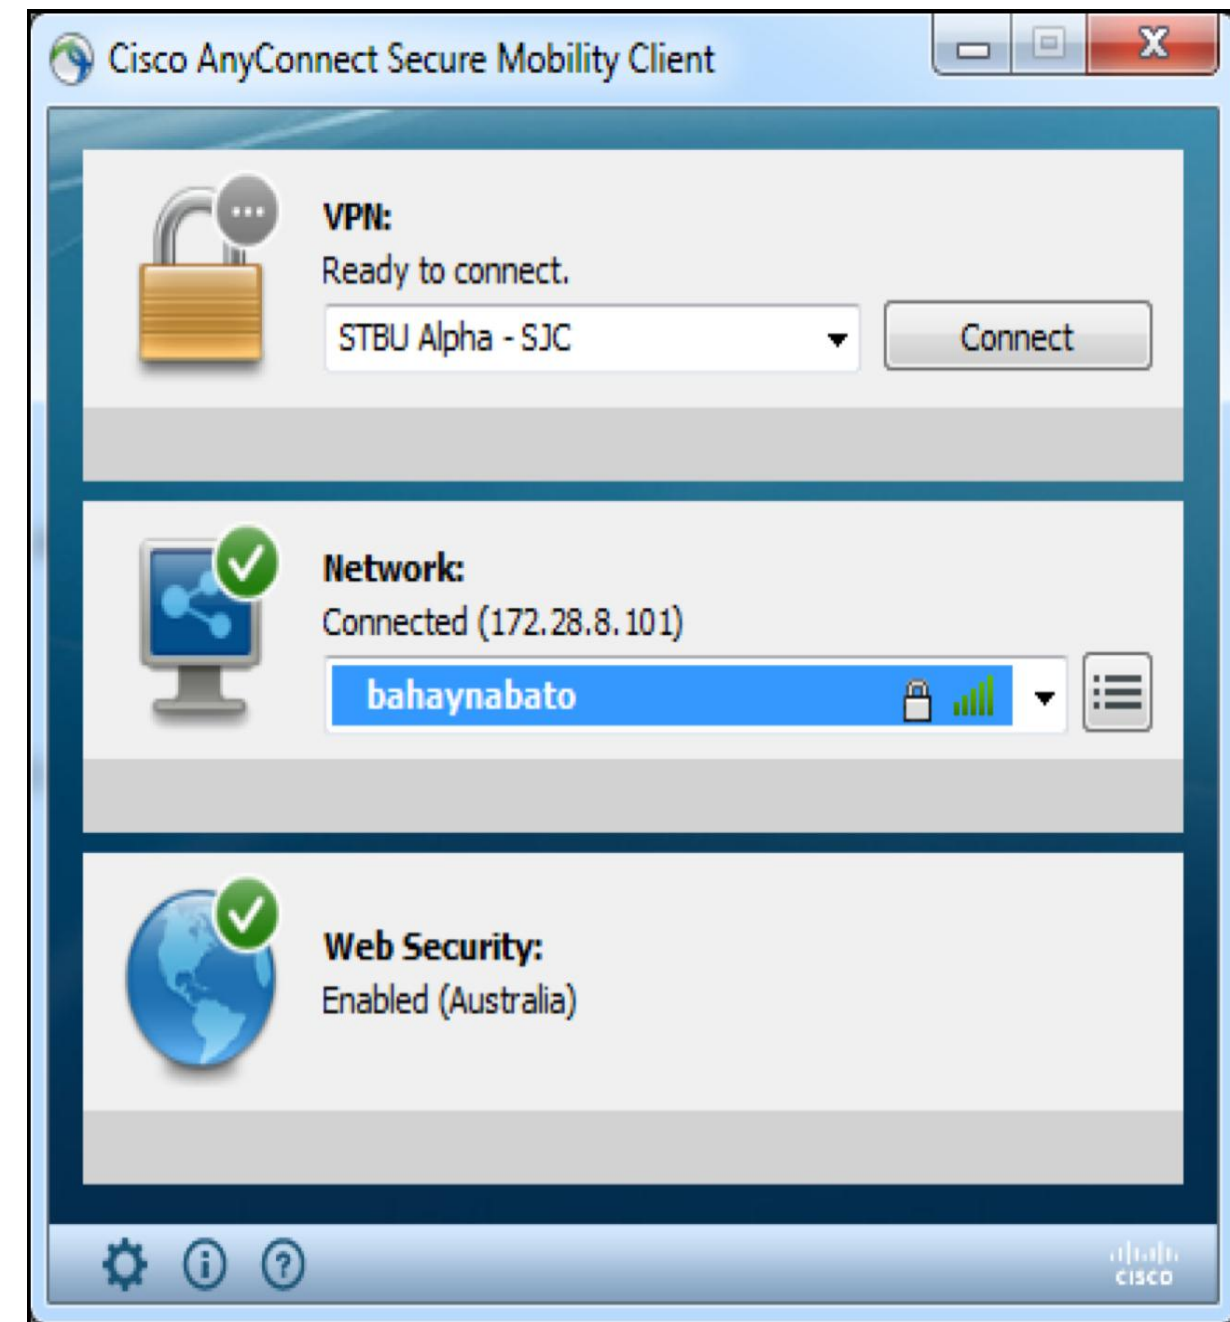 Cisco AnyConnect Secure Mobility Client
VPN:
Ready to connect.
STBU Alpha - SJC
Connect
Network:
Connected (172.28.8.101)
bahaynabato
Web Security:
Enabled (Australia)
CISCO